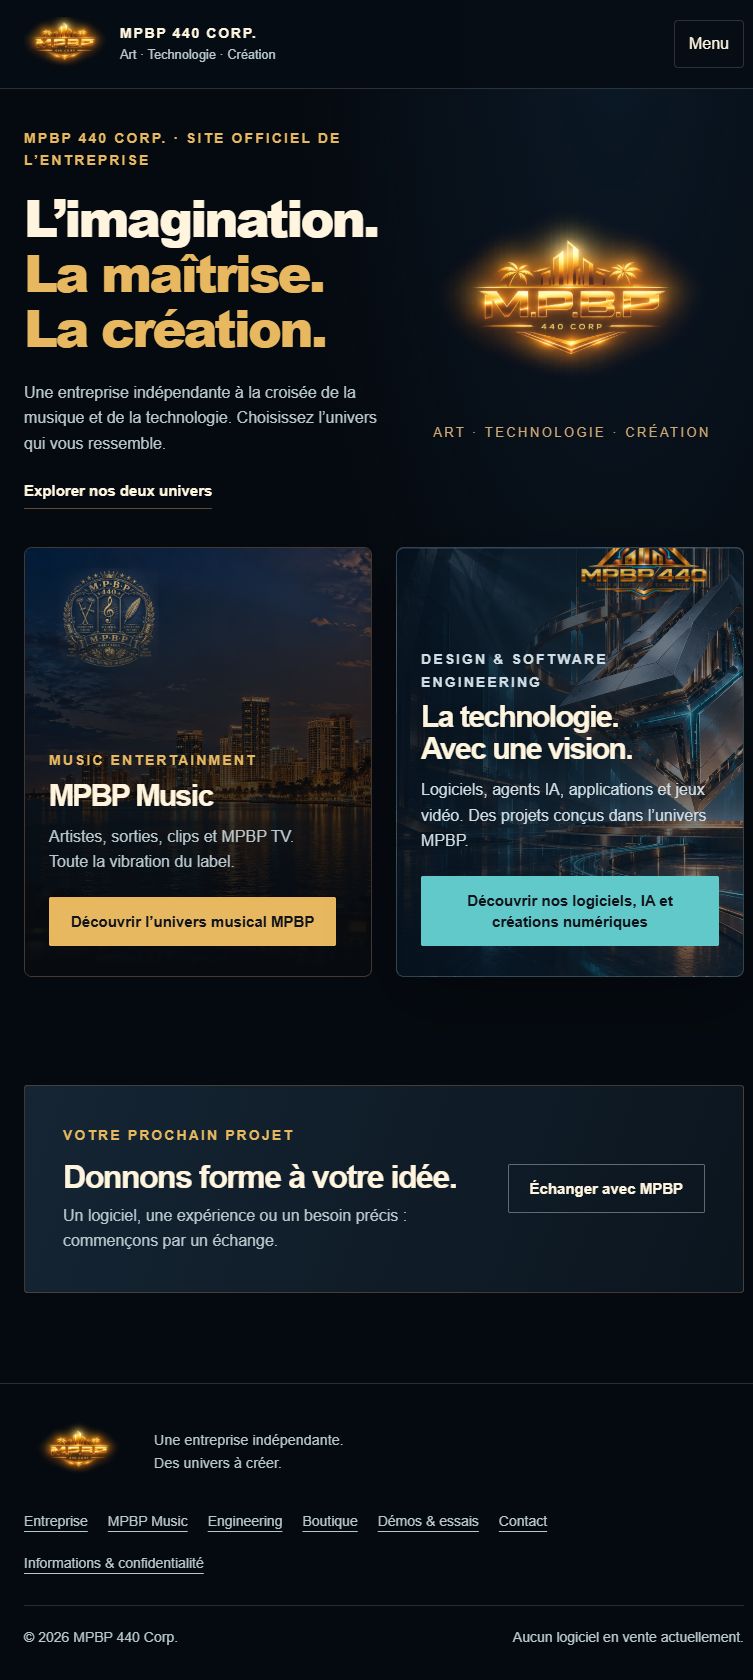 MPBP
MPBP 440 CORP.
Art · Technologie · Création
Menu
MPBP 440 CORP. · SITE OFFICIEL DE
L’ENTREPRISE
L’imagination.
La maîtrise.
La création.
M.P.B.P
440 CORP
Une entreprise indépendante à la croisée de la
musique et de la technologie. Choisissez l’univers
qui vous ressemble.
ART · TECHNOLOGIE · CRÉATION
Explorer nos deux univers
M·P·B·P
440
M·P·B·P
MUSIC ENTERTAINMENT
MPBP Music
Artistes, sorties, clips et MPBP TV.
Toute la vibration du label.
Découvrir l’univers musical MPBP
MPBP 440
DESIGN & SOFTWARE
ENGINEERING
La technologie.
Avec une vision.
Logiciels, agents IA, applications et jeux
vidéo. Des projets conçus dans l’univers
MPBP.
Découvrir nos logiciels, IA et
créations numériques
VOTRE PROCHAIN PROJET
Donnons forme à votre idée.
Un logiciel, une expérience ou un besoin précis :
commençons par un échange.
Échanger avec MPBP
MPBP
Une entreprise indépendante.
Des univers à créer.
Entreprise MPBP Music Engineering Boutique Démos & essais Contact
Informations & confidentialité
© 2026 MPBP 440 Corp.
Aucun logiciel en vente actuellement.